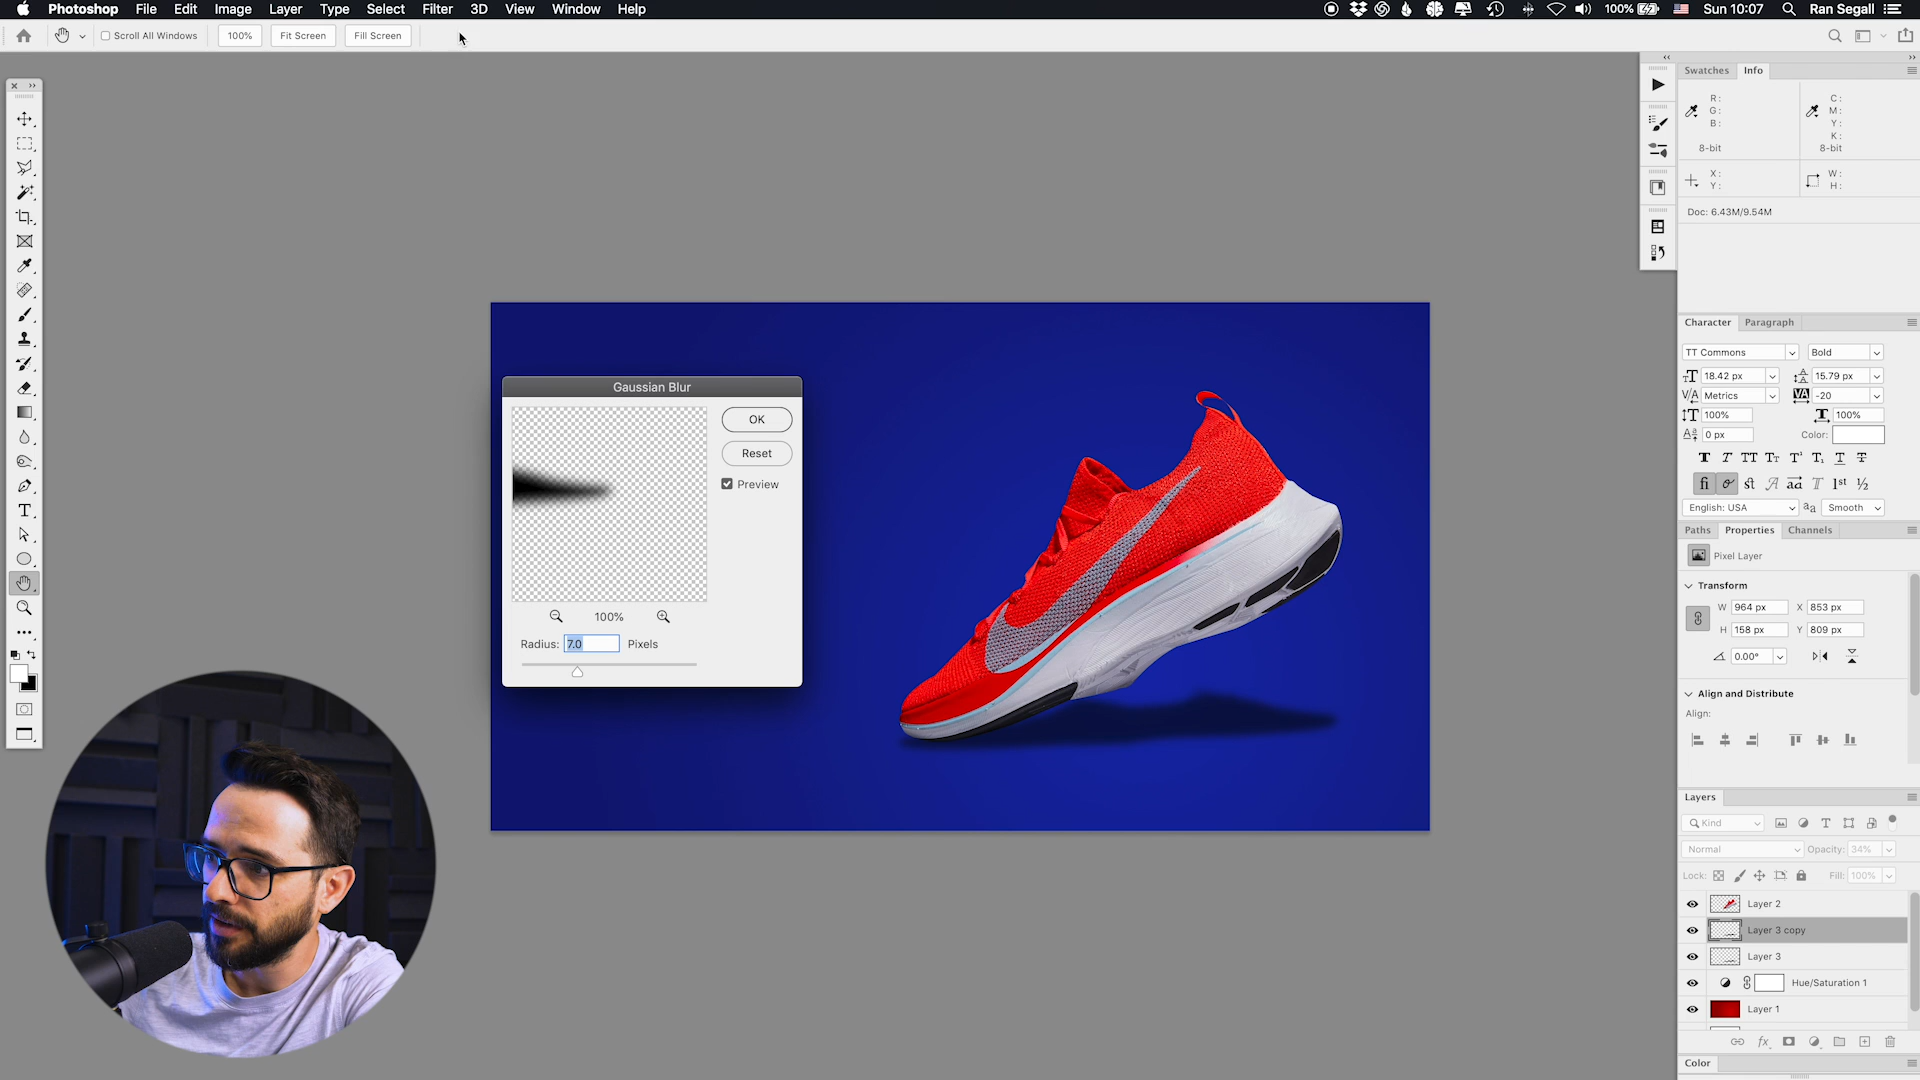 Photoshop File Edit Image Layer Type Select Filter 3D View Window Help
100% Sun 10:07 Ran Segall
Scroll All Windows 100% Fit Screen Fill Screen
Swatches Info
R: C:
G: M:
B: Y:
K:
8-bit 8-bit
X: W:
Y: H:
Doc: 6.43M/9.54M
Gaussian Blur
OK
Reset
Preview
100%
Radius: 7.0 Pixels
Character Paragraph
TT Commons Bold
18.42 px 15.79 px
Metrics -20
100% 100%
0 px Color:
English: USA Smooth
Paths Properties Channels
Pixel Layer
Transform
W 964 px X 853 px
H 158 px Y 809 px
0.00°
Align and Distribute
Align:
Layers
Kind
Normal Opacity: 34%
Lock: Fill: 100%
Layer 2
Layer 3 copy
Layer 3
Hue/Saturation 1
Layer 1
Color